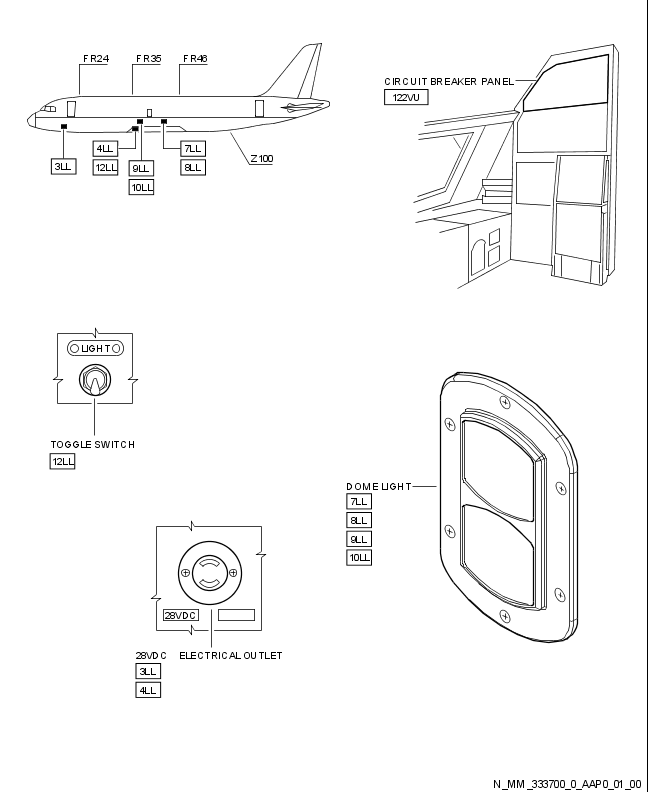 FR24 FR35 FR46
3LL
4LL
12LL
9LL
10LL
7LL
8LL
Z100
CIRCUIT BREAKER PANEL
122VU
LIGHT
TOGGLE SWITCH
12LL
DOME LIGHT
7LL
8LL
9LL
10LL
28VDC
28VDC ELECTRICAL OUTLET
3LL
4LL
N_MM_333700_0_AAP0_01_00